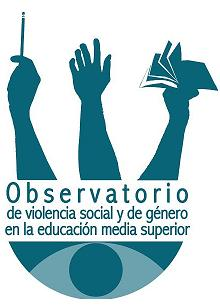 Observatorio
de violencia social y de género
en la educación media superior